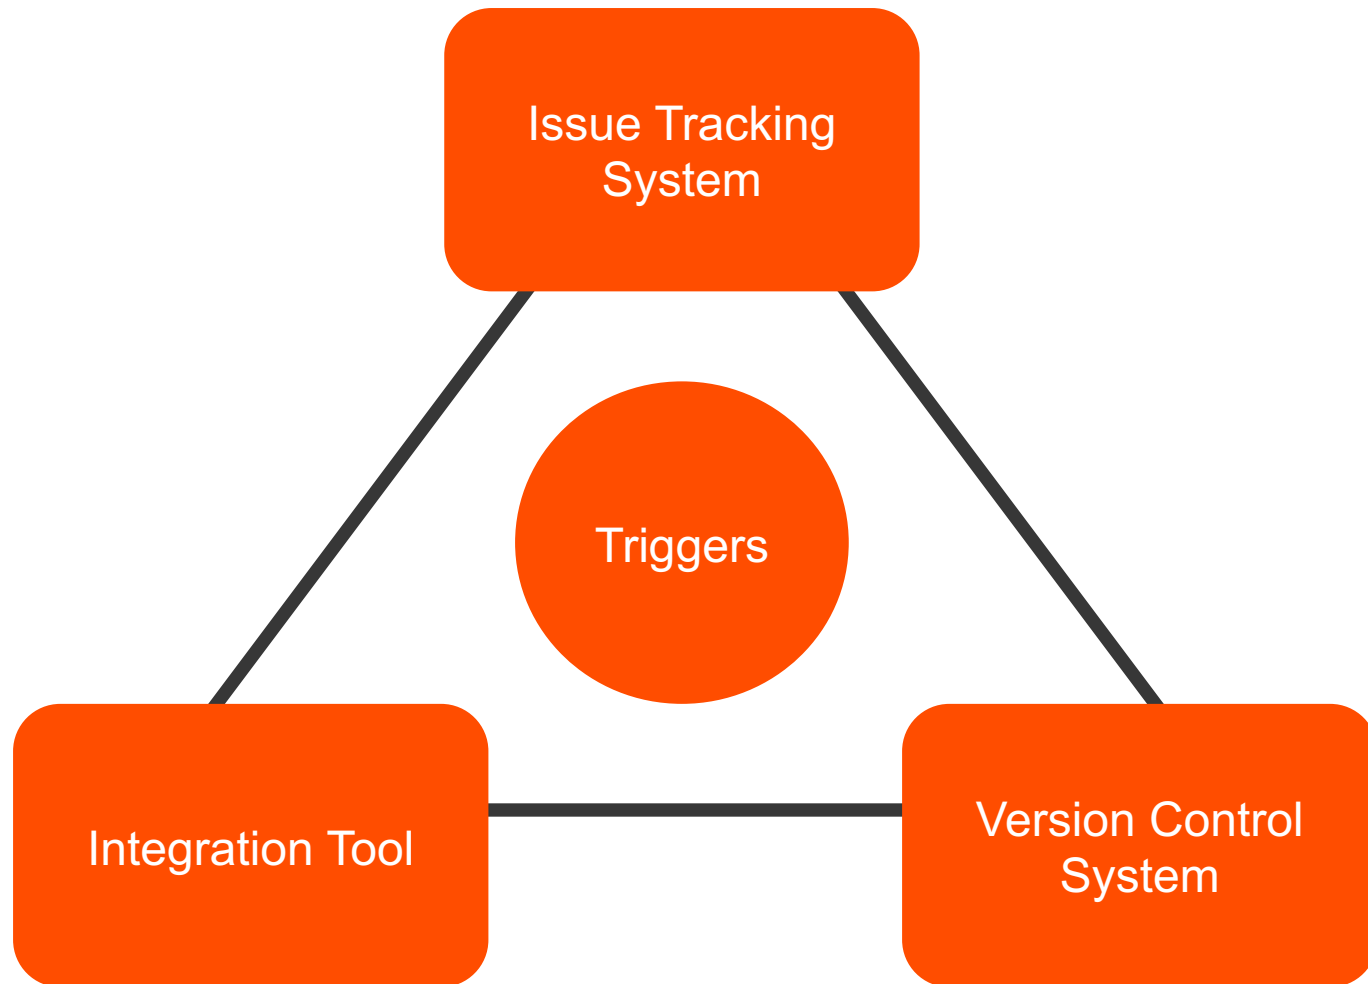 Issue Tracking
System
Triggers
Integration Tool
Version Control
System